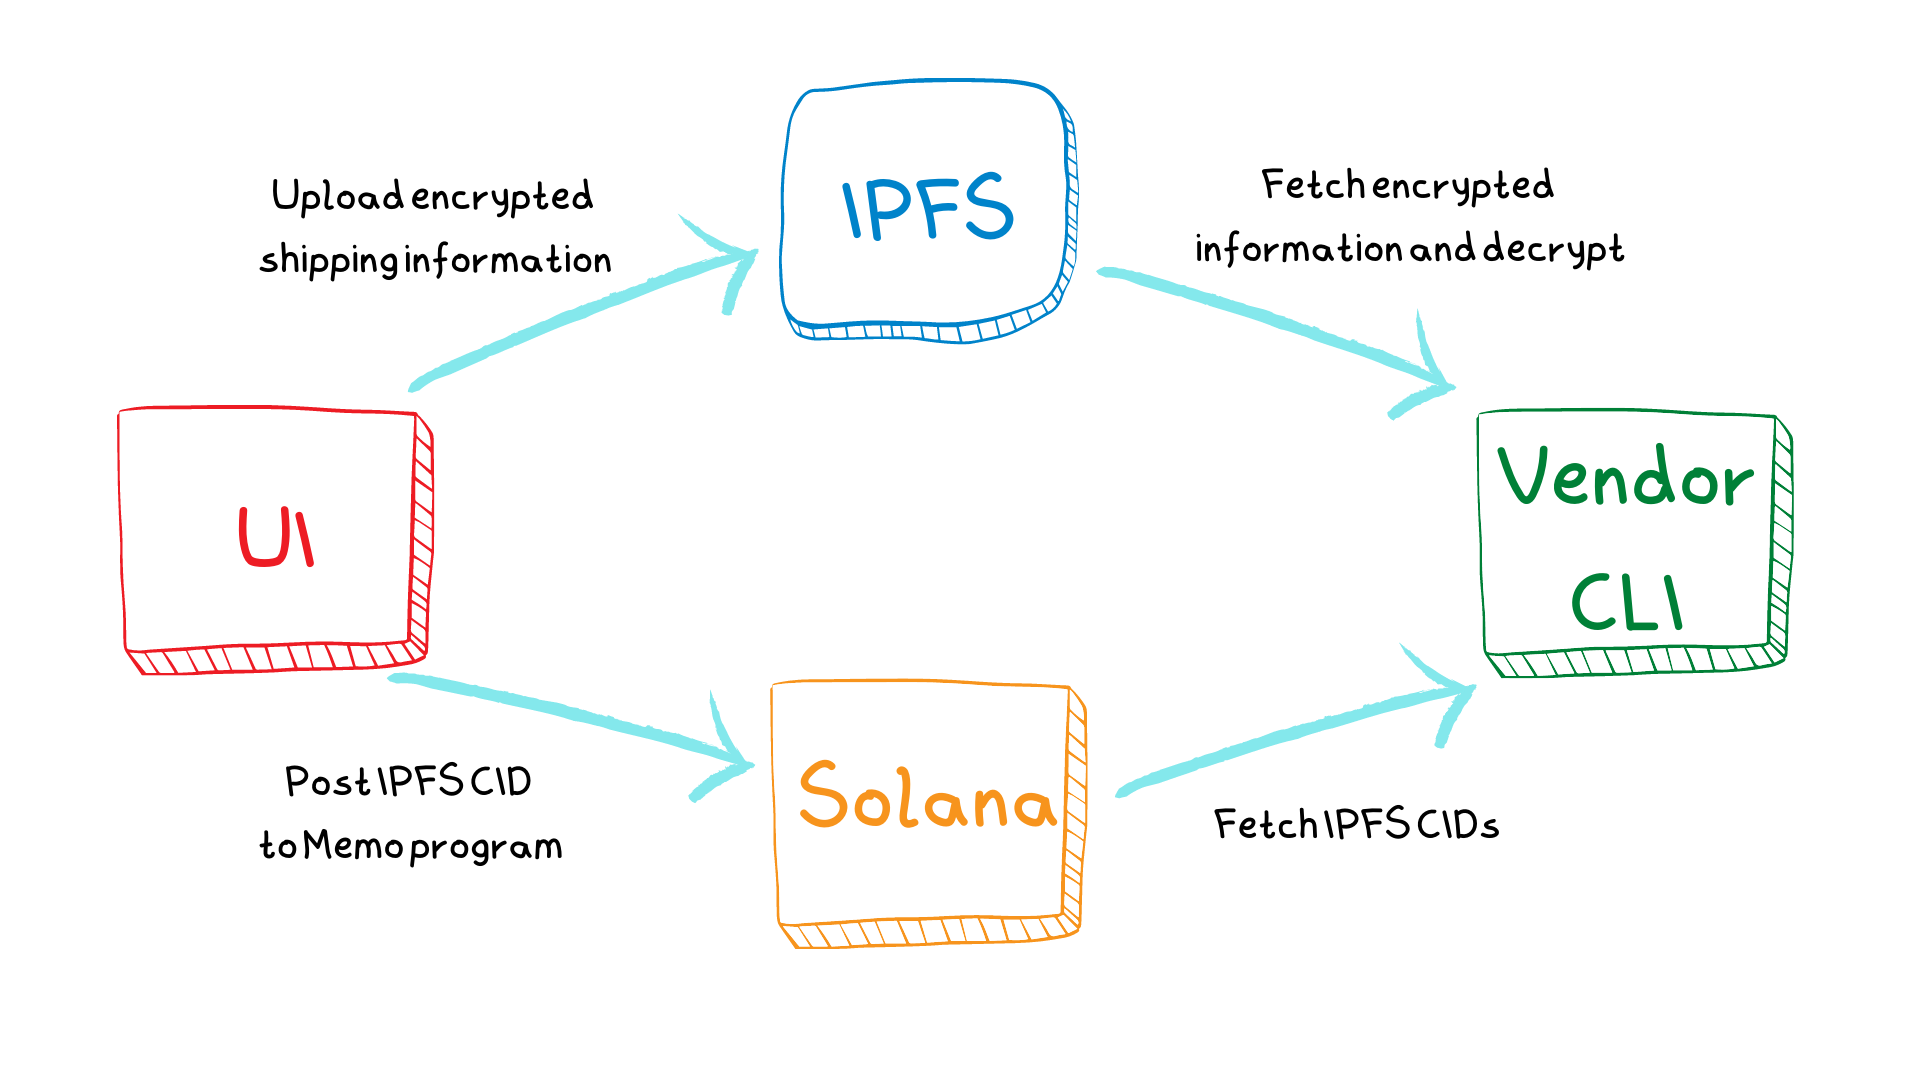 IPFS
Upload encrypted
shipping information
Fetch encrypted
information and decrypt
UI
Vendor
CLI
Solana
Post IPFS CID
to Memo program
Fetch IPFS CIDs